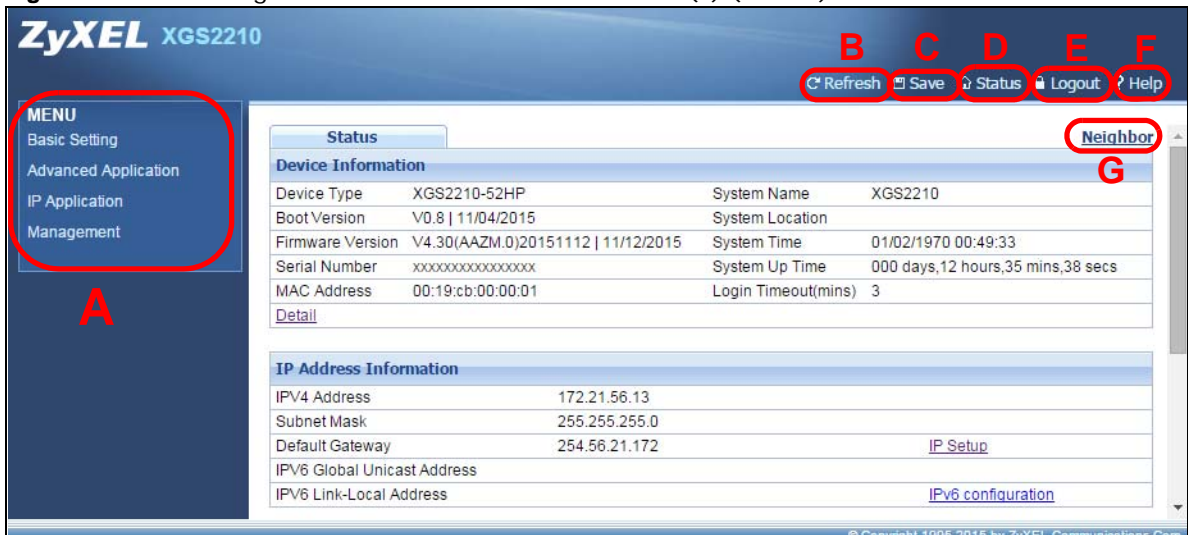 ZyXEL XGS2210
B C D E F
Refresh Save Status Logout ? Help
MENU
Basic Setting
Advanced Application
IP Application
Management
A
Status
Neighbor
G
Device Information
Device Type XGS2210-52HP System Name XGS2210
Boot Version V0.8 | 11/04/2015 System Location
Firmware Version V4.30(AAZM.0)20151112 | 11/12/2015 System Time 01/02/1970 00:49:33
Serial Number xxxxxxxxxxxxxxxx System Up Time 000 days,12 hours,35 mins,38 secs
MAC Address 00:19:cb:00:00:01 Login Timeout(mins) 3
Detail
IP Address Information
IPV4 Address 172.21.56.13
Subnet Mask 255.255.255.0
Default Gateway 254.56.21.172 IP Setup
IPV6 Global Unicast Address
IPV6 Link-Local Address IPv6 configuration